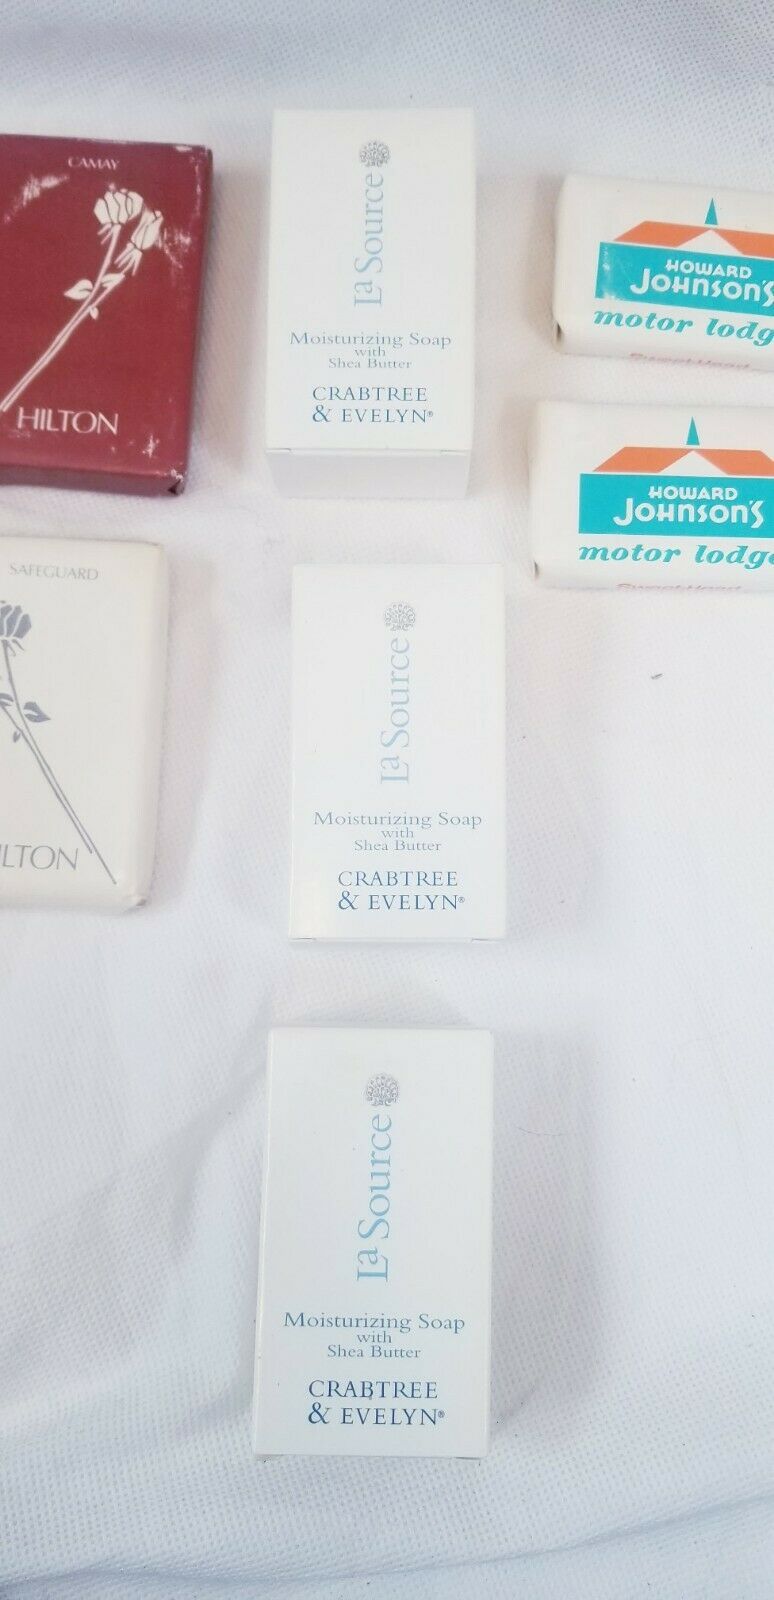 CAMAY
HILTON
SAFEGUARD
ILTON
La Source
Moisturizing Soap
with
Shea Butter
CRABTREE
& EVELYN®
La Source
Moisturizing Soap
with
Shea Butter
CRABTREE
& EVELYN®
La Source
Moisturizing Soap
with
Shea Butter
CRABTREE
& EVELYN®
HOWARD
JOHNSON'S
motor lodg
HOWARD
JOHNSON'S
motor lodge